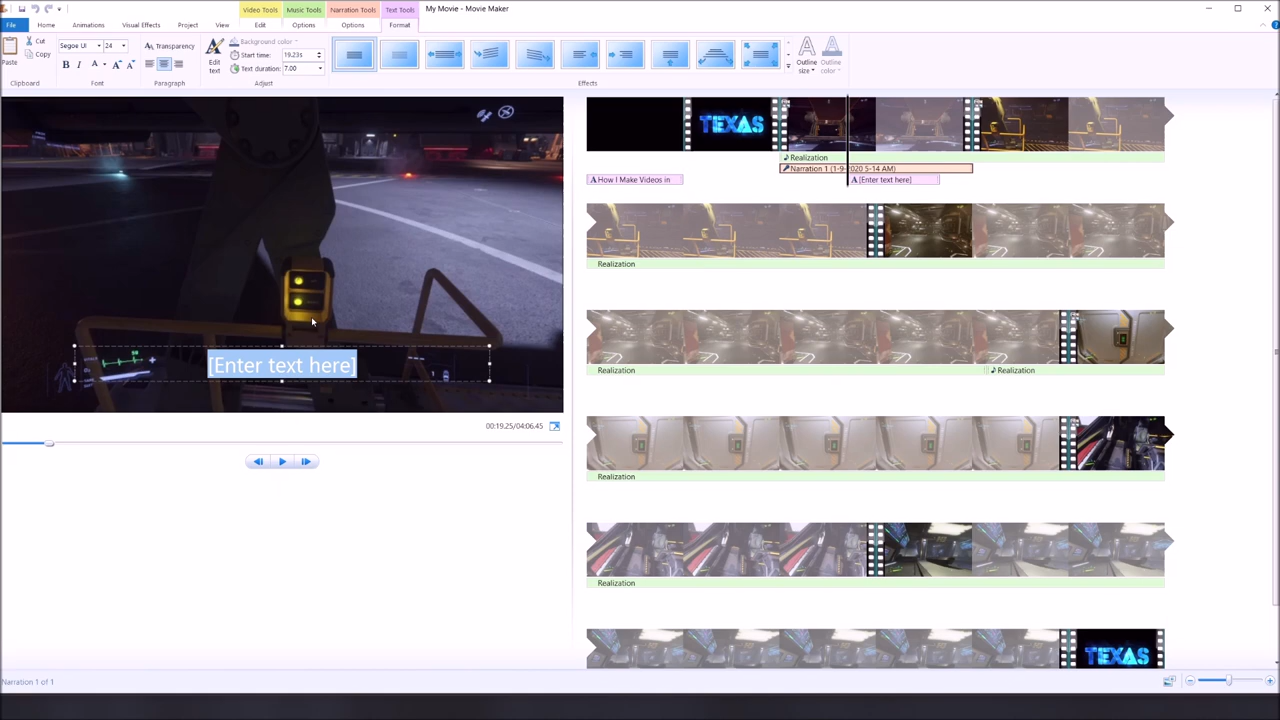 Video Tools
Music Tools
Narration Tools
Text Tools
My Movie - Movie Maker
File
Home
Animations
Visual Effects
Project
View
Edit
Options
Options
Format
Paste
Cut
Copy
Clipboard
Segoe UI
24
B I A A A
Font
Transparency
Paragraph
Edit text
Background color
Start time: 19.23s
Text duration: 7.00
Adjust
Effects
Outline size
Outline color
TEXAS
Realization
Narration 1 (1-9-2020 5-14 AM)
A How I Make Videos in
A [Enter text here]
[Enter text here]
Realization
Realization
Realization
Realization
Realization
TEXAS
00:19.25/04:06.45
Narration 1 of 1